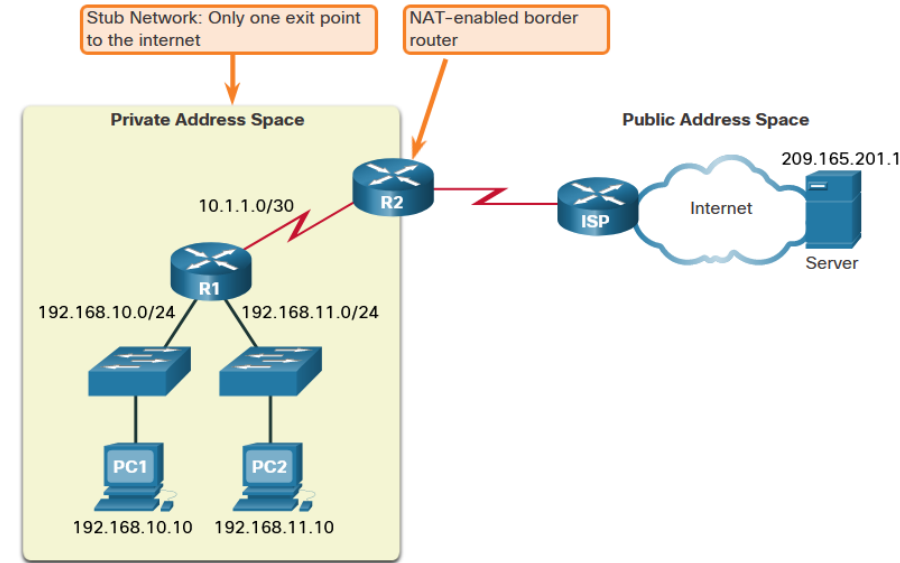 Stub Network: Only one exit point
to the internet
NAT-enabled border
router
Private Address Space
Public Address Space
209.165.201.1
10.1.1.0/30
R2
ISP
Internet
Server
R1
192.168.10.0/24
192.168.11.0/24
PC1
PC2
192.168.10.10
192.168.11.10